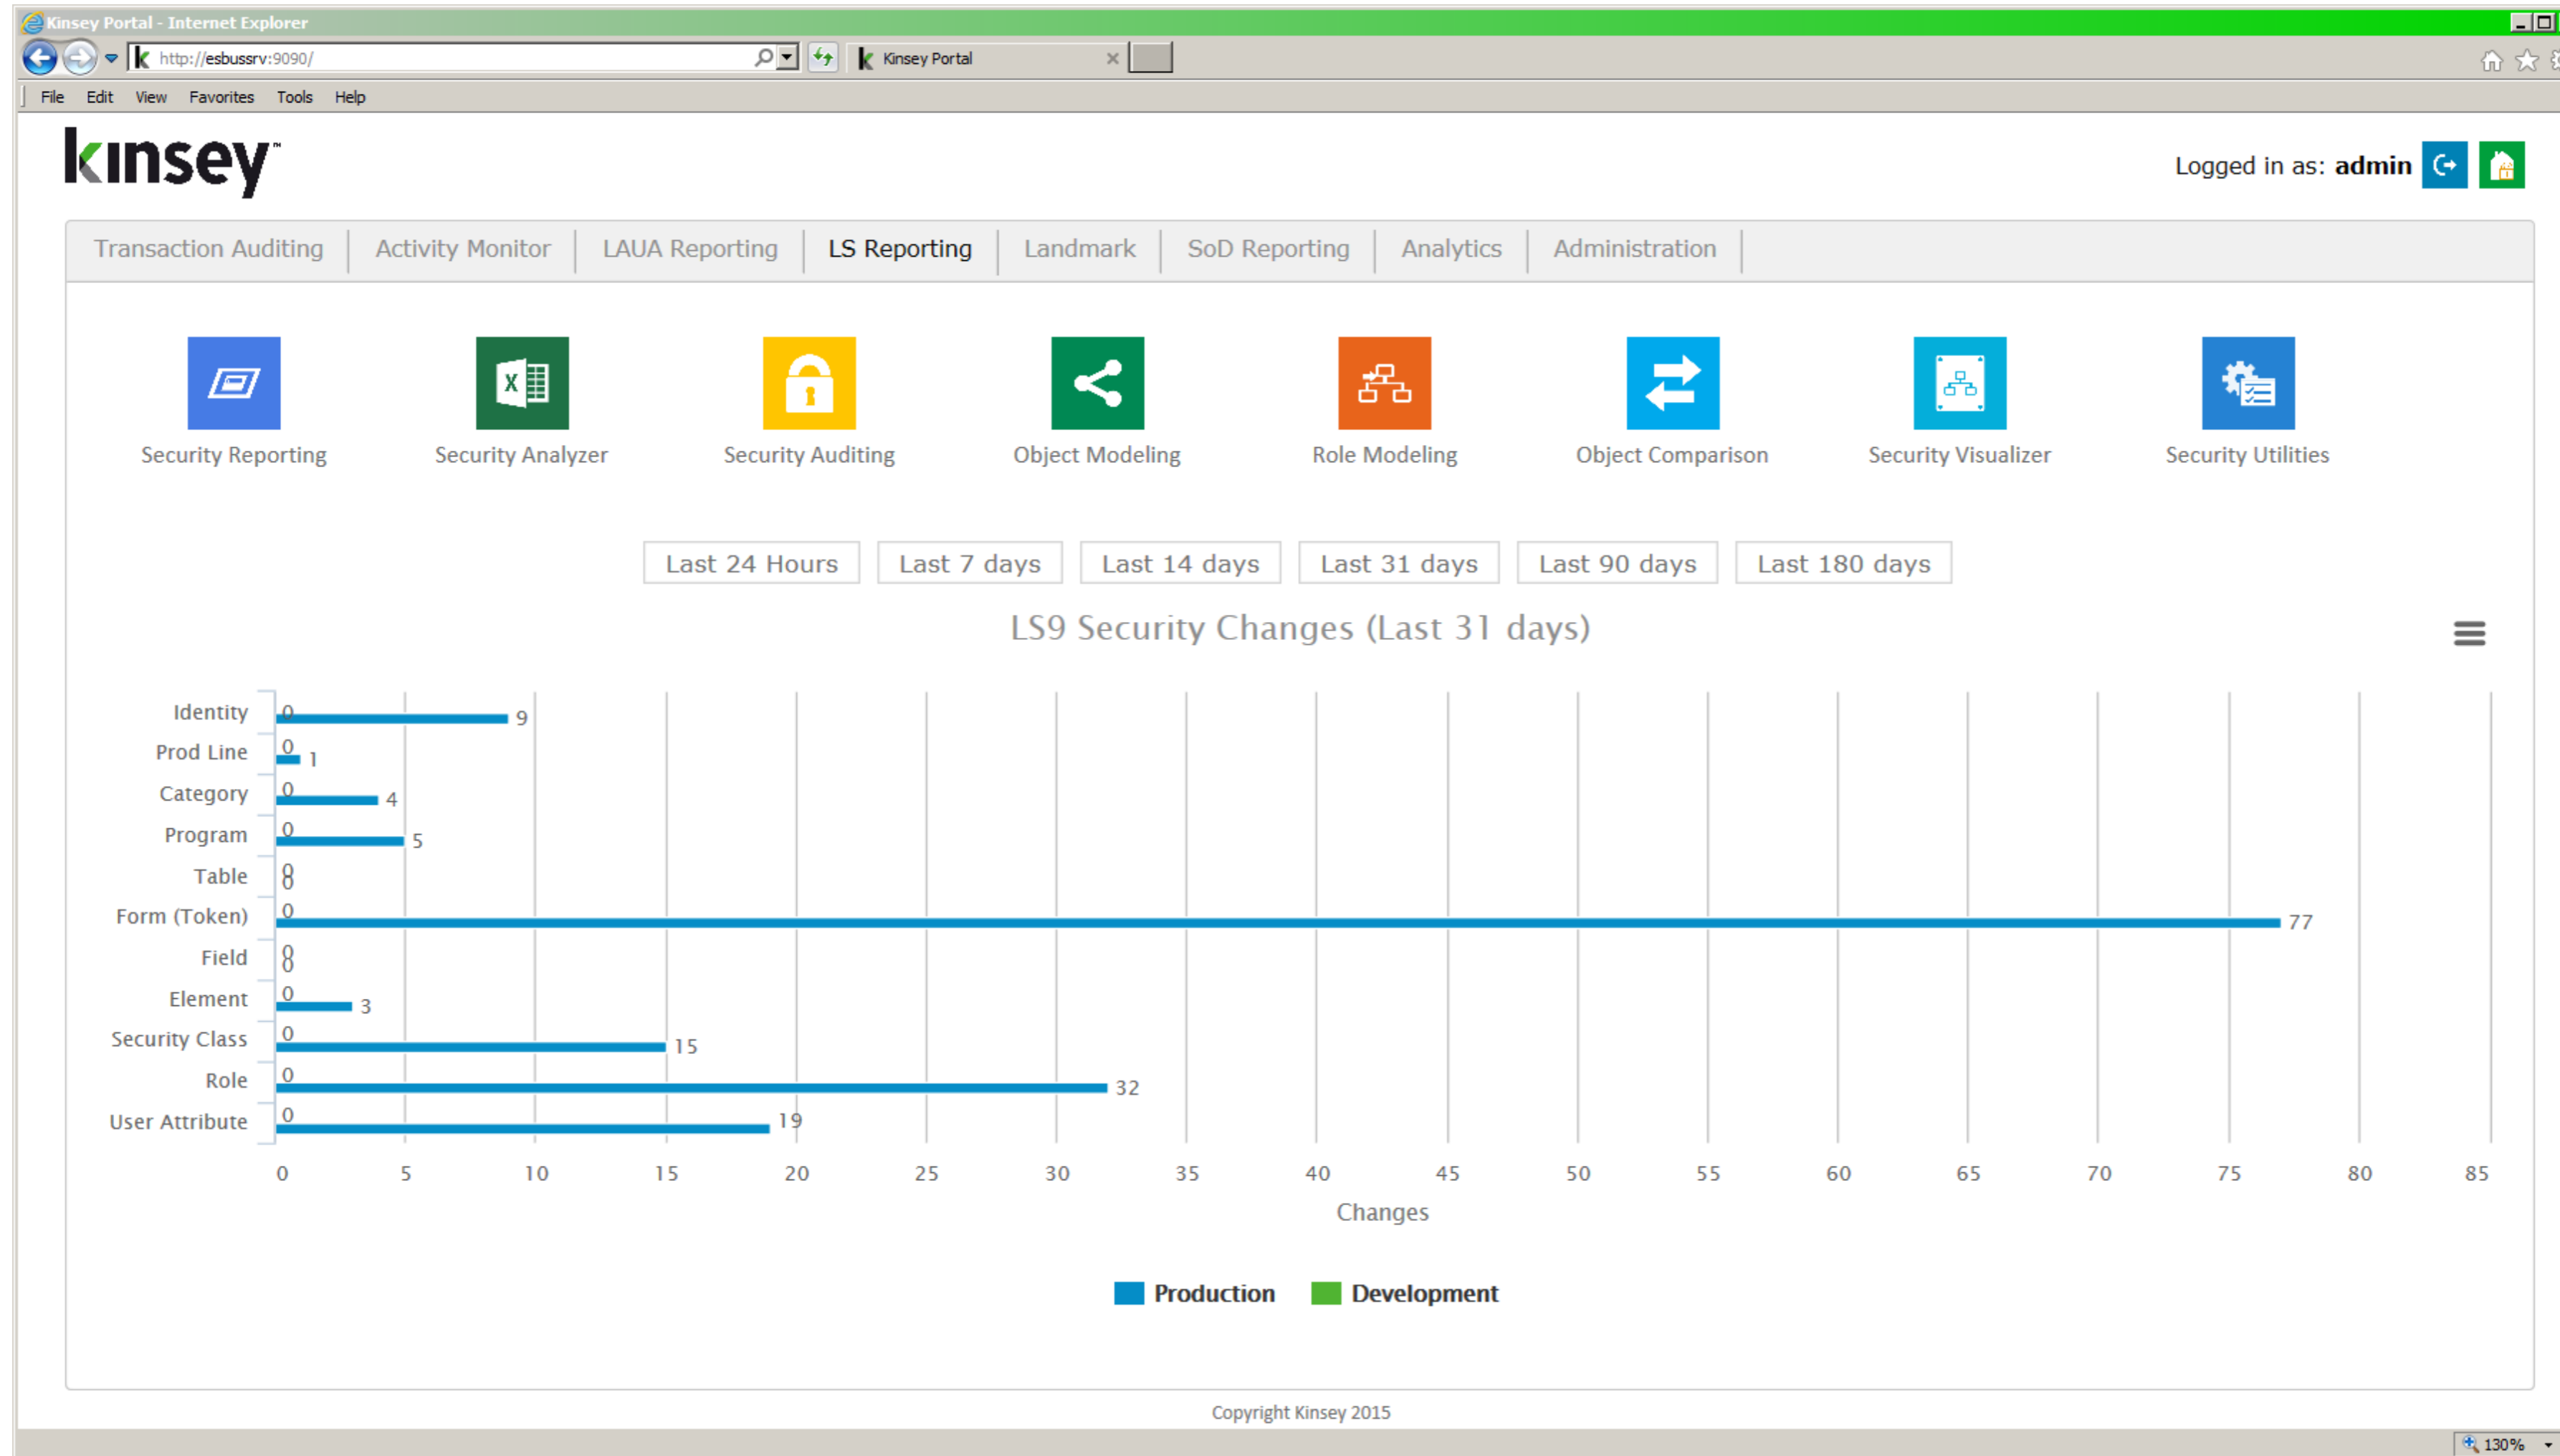 Kinsey Portal - Internet Explorer
http://esbussrv:9090/
Kinsey Portal
File Edit View Favorites Tools Help
kinsey™
Logged in as: admin
Transaction Auditing Activity Monitor LAUA Reporting LS Reporting Landmark SoD Reporting Analytics Administration
Security Reporting Security Analyzer Security Auditing Object Modeling Role Modeling Object Comparison Security Visualizer Security Utilities
Last 24 Hours Last 7 days Last 14 days Last 31 days Last 90 days Last 180 days
LS9 Security Changes (Last 31 days)
Identity 0 9
Prod Line 0 1
Category 0 4
Program 0 5
Table 0 0
Form (Token) 0 77
Field 0 0
Element 0 3
Security Class 0 15
Role 0 32
User Attribute 0 19
0 5 10 15 20 25 30 35 40 45 50 55 60 65 70 75 80 85
Changes
Production Development
Copyright Kinsey 2015
130%